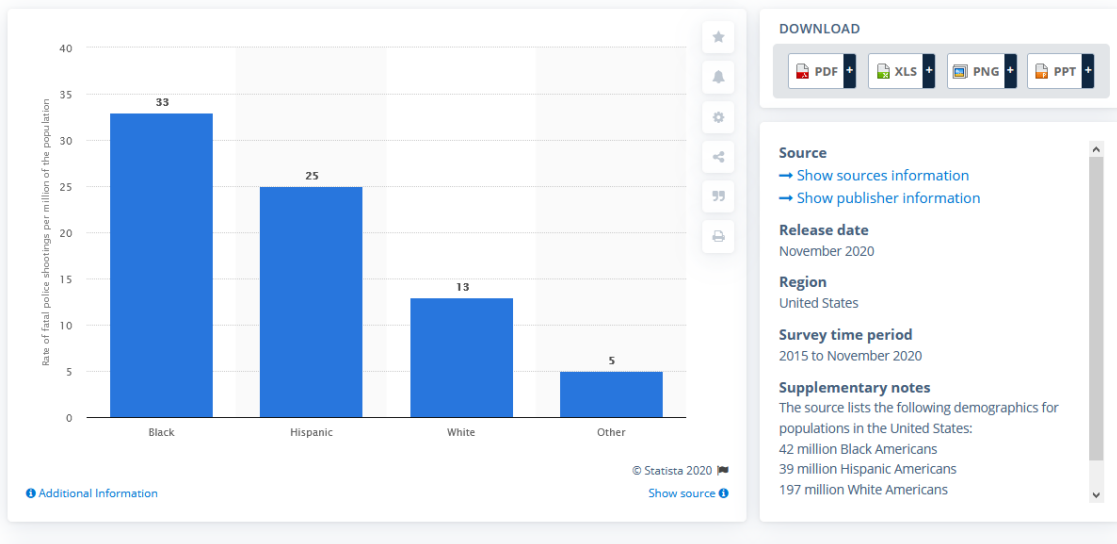 40
35
30
25
20
15
10
5
0
Rate of fatal police shootings per million of the population
33
25
13
5
Black
Hispanic
White
Other
© Statista 2020
Additional Information
Show source
DOWNLOAD
PDF +
XLS +
PNG +
PPT +
Source
→ Show sources information
→ Show publisher information
Release date
November 2020
Region
United States
Survey time period
2015 to November 2020
Supplementary notes
The source lists the following demographics for
populations in the United States:
42 million Black Americans
39 million Hispanic Americans
197 million White Americans